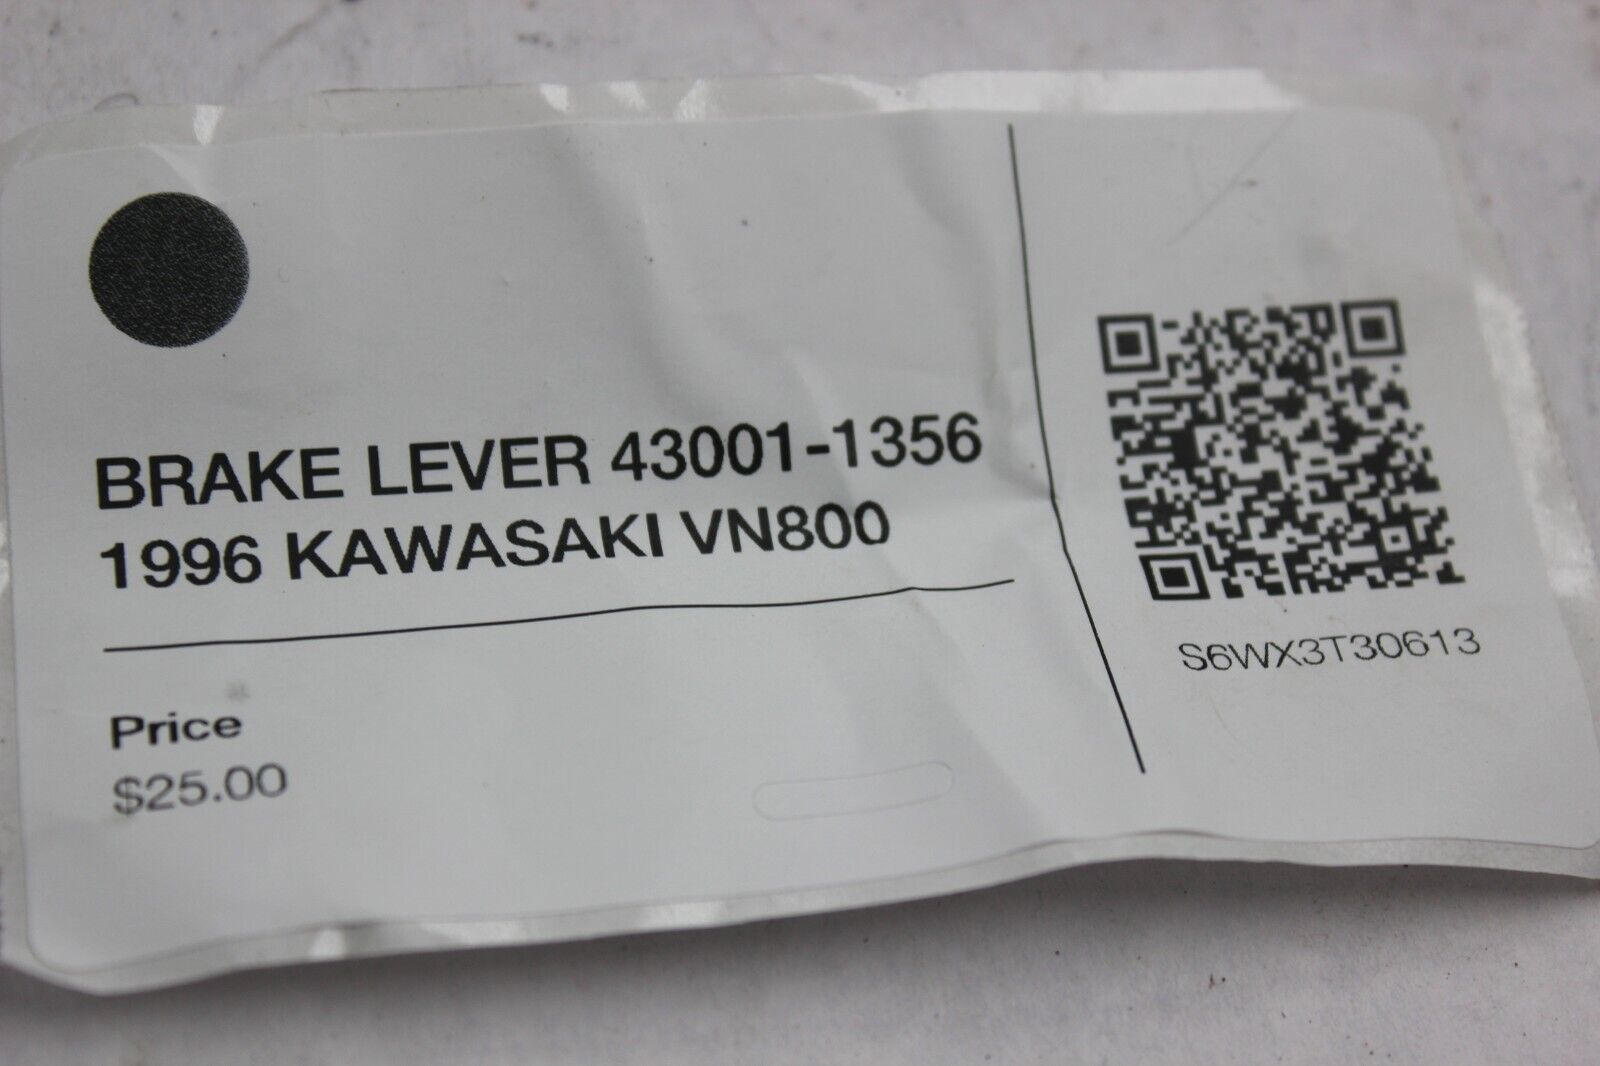 BRAKE LEVER 43001-1356
1996 KAWASAKI VN800
Price
$25.00
S6WX3T30613